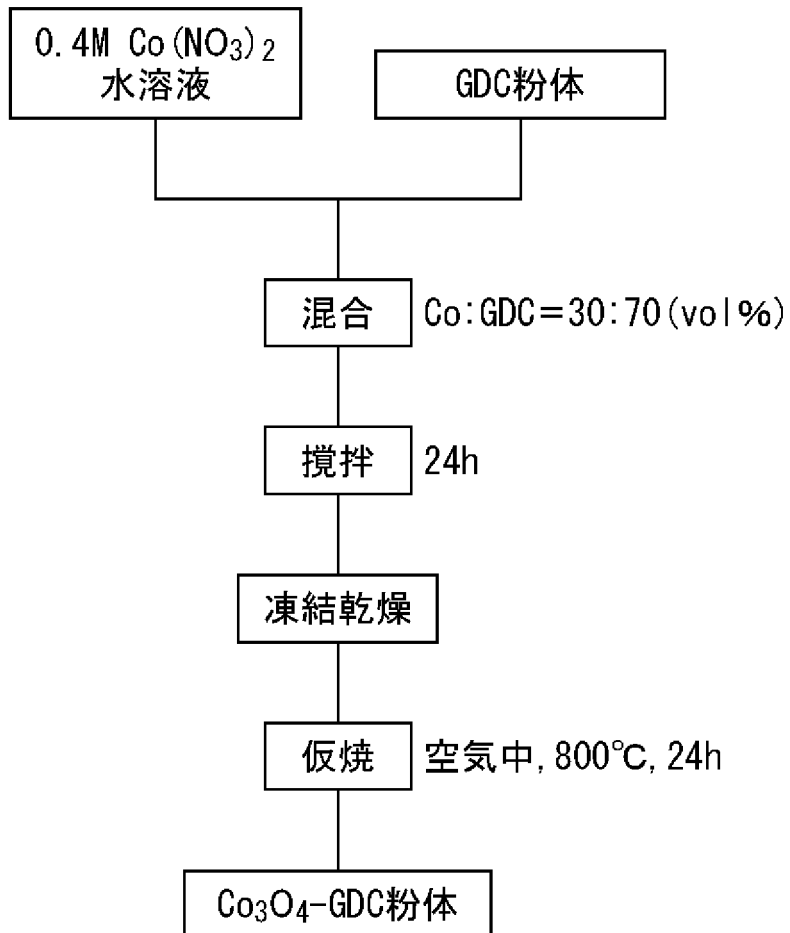 0.4M Co(NO₃)₂
水溶液
GDC粉体
混合 Co:GDC=30:70(vol%)
撹拌 24h
凍結乾燥
仮焼 空気中,800℃,24h
Co₃O₄-GDC粉体